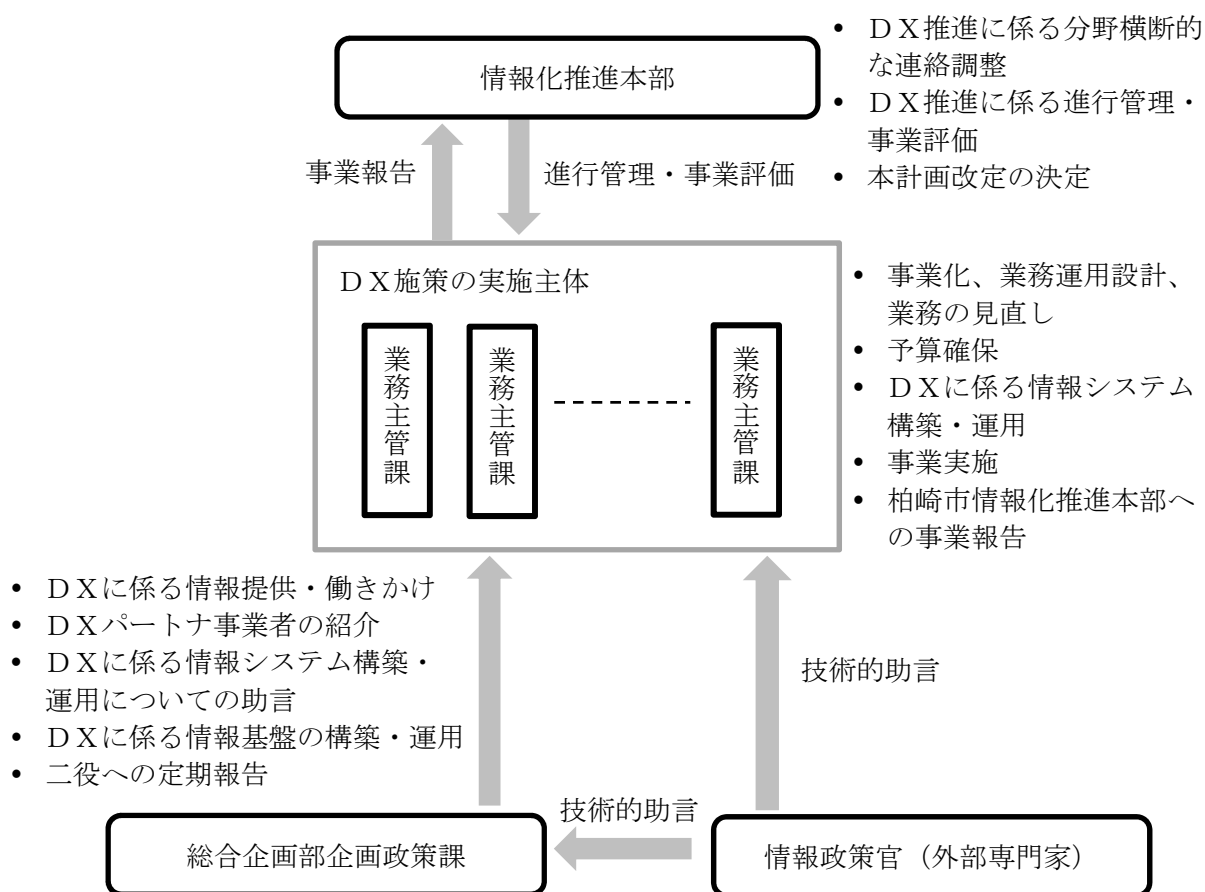 情報化推進本部
• ＤＸ推進に係る分野横断的
な連絡調整
• ＤＸ推進に係る進行管理・
事業評価
• 本計画改定の決定
事業報告
進行管理・事業評価
ＤＸ施策の実施主体
業務主管課
業務主管課
業務主管課
• 事業化、業務運用設計、
業務の見直し
• 予算確保
• ＤＸに係る情報システム
構築・運用
• 事業実施
• 柏崎市情報化推進本部へ
の事業報告
• ＤＸに係る情報提供・働きかけ
• ＤＸパートナ事業者の紹介
• ＤＸに係る情報システム構築・
運用についての助言
• ＤＸに係る情報基盤の構築・運用
• 二役への定期報告
技術的助言
技術的助言
総合企画部企画政策課
情報政策官（外部専門家）